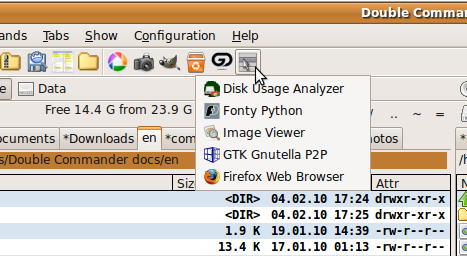 Double Comma
ands Tabs Show Configuration Help
e Data
Free 14.4 G from 23.9 G
.. ~ =
Disk Usage Analyzer
Fonty Python
Image Viewer
GTK Gnutella P2P
Firefox Web Browser
ocuments *Downloads en *com hotos *
s/Double Commander docs/en /h
Siz Attr N
<DIR> 04.02.10 17:24 drwxr-xr-x
<DIR> 04.02.10 17:25 drwxr-xr-x
1.9 K 19.01.10 14:39 -rw-r--r--
13.4 K 17.01.10 01:13 -rw-r--r--